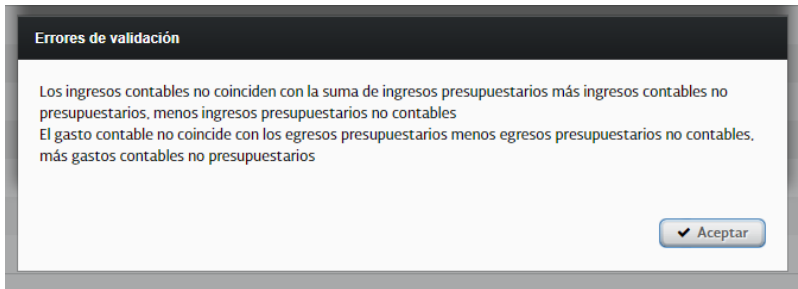 Errores de validación
Los ingresos contables no coinciden con la suma de ingresos presupuestarios más ingresos contables no
presupuestarios, menos ingresos presupuestarios no contables
El gasto contable no coincide con los egresos presupuestarios menos egresos presupuestarios no contables,
más gastos contables no presupuestarios
Aceptar